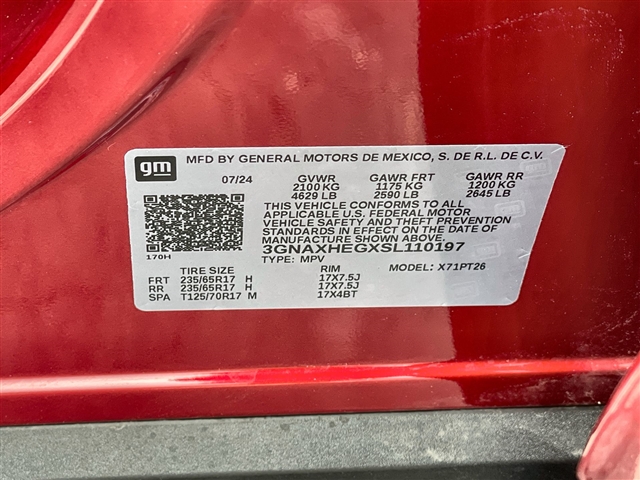 gm
MFD BY GENERAL MOTORS DE MEXICO, S. DE R.L. DE C.V.
07/24 GVWR GAWR FRT GAWR RR
2100 KG 1175 KG 1200 KG
4629 LB 2590 LB 2645 LB
THIS VEHICLE CONFORMS TO ALL
APPLICABLE U.S. FEDERAL MOTOR
VEHICLE SAFETY AND THEFT PREVENTION
STANDARDS IN EFFECT ON THE DATE OF
MANUFACTURE SHOWN ABOVE.
3GNAXHEGXSL110197
170H TYPE: MPV MODEL: X71PT26
TIRE SIZE RIM
FRT 235/65R17 H 17X7.5J
RR 235/65R17 H 17X7.5J
SPA T125/70R17 M 17X4BT